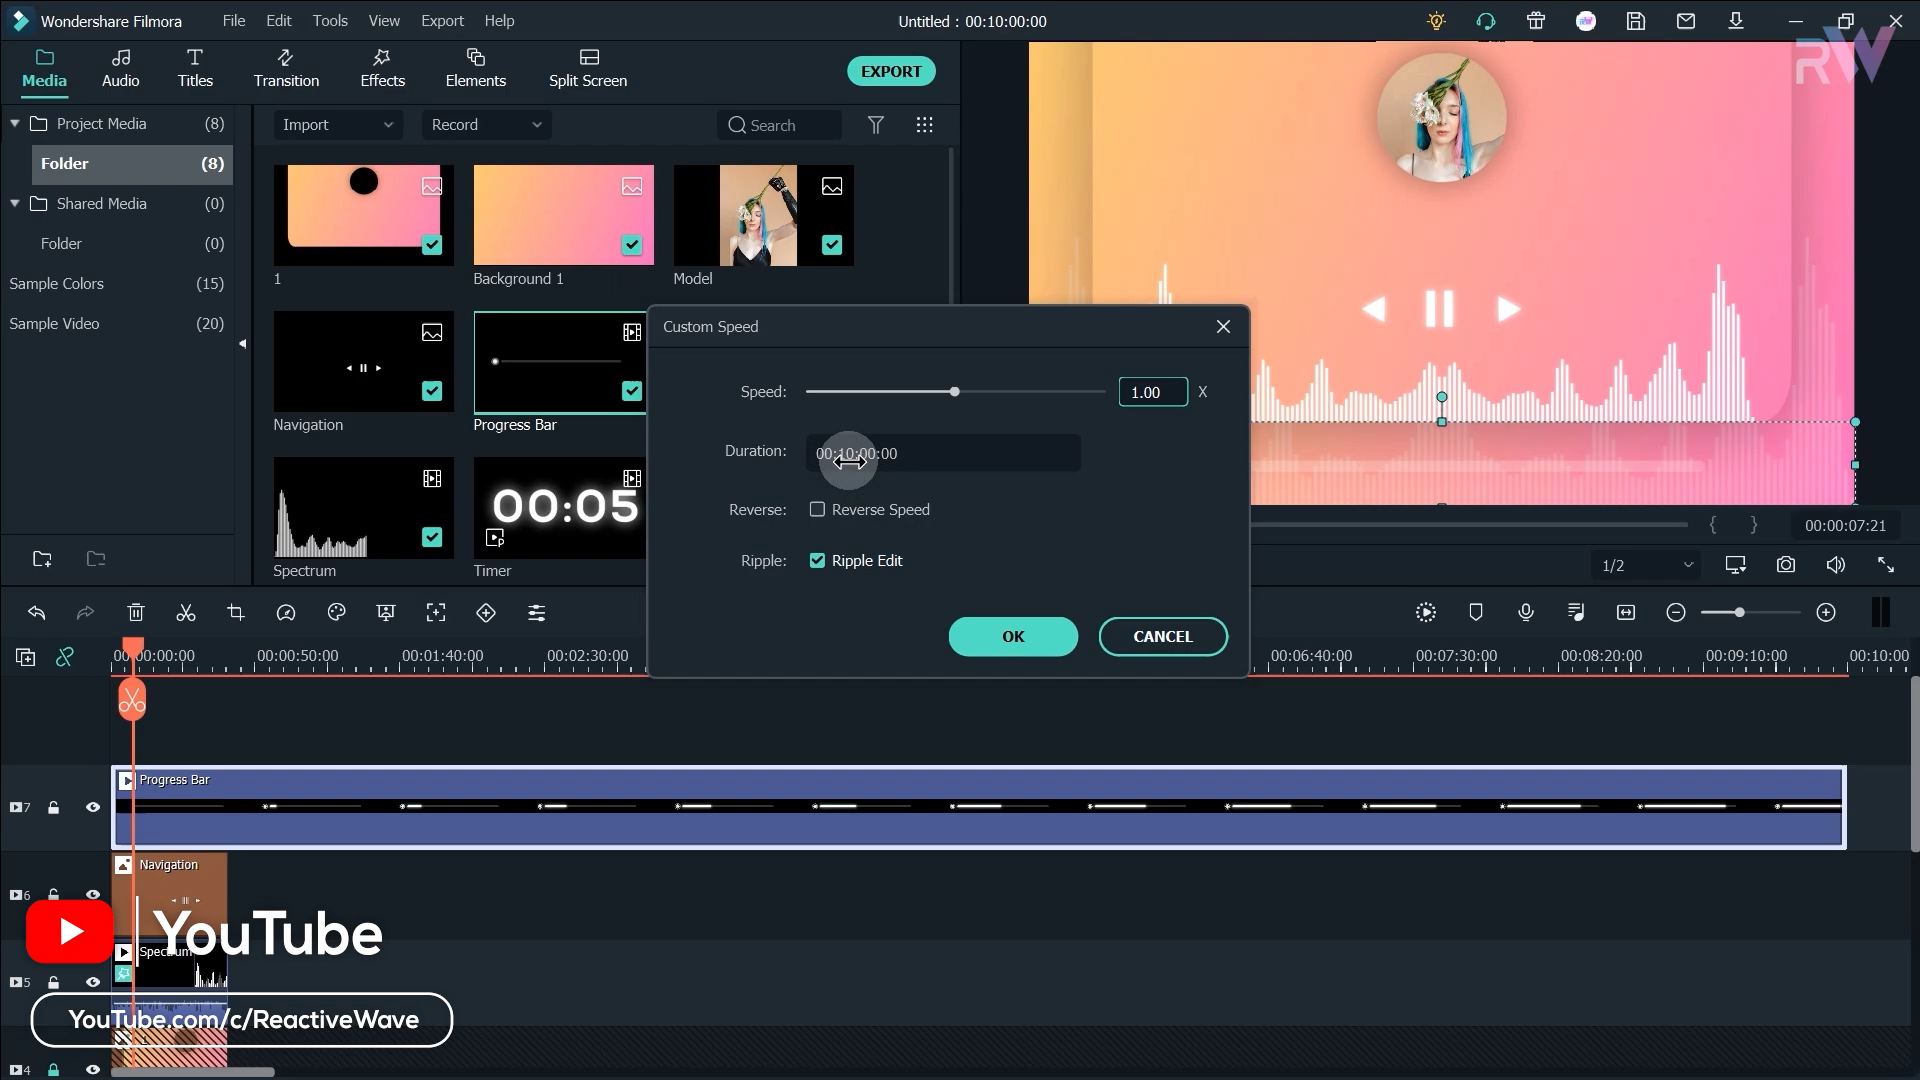 Wondershare Filmora
File
Edit
Tools
View
Export
Help
Untitled : 00:10:00:00
RW
Media
Audio
Titles
Transition
Effects
Elements
Split Screen
EXPORT
Project Media (8)
Folder (8)
Shared Media (0)
Folder (0)
Sample Colors (15)
Sample Video (20)
Import
Record
Search
1
Background 1
Model
Navigation
Progress Bar
Spectrum
00:05
Timer
Custom Speed
Speed: 1.00 X
Duration: 00:10:00:00
Reverse: Reverse Speed
Ripple: Ripple Edit
OK
CANCEL
00:00:07:21
1/2
00:00:00:00
00:00:50:00
00:01:40:00
00:02:30:00
00:06:40:00
00:07:30:00
00:08:20:00
00:09:10:00
00:10:00
Progress Bar
7
Navigation
6
YouTube
Spectrum
5
YouTube.com/c/ReactiveWave
4